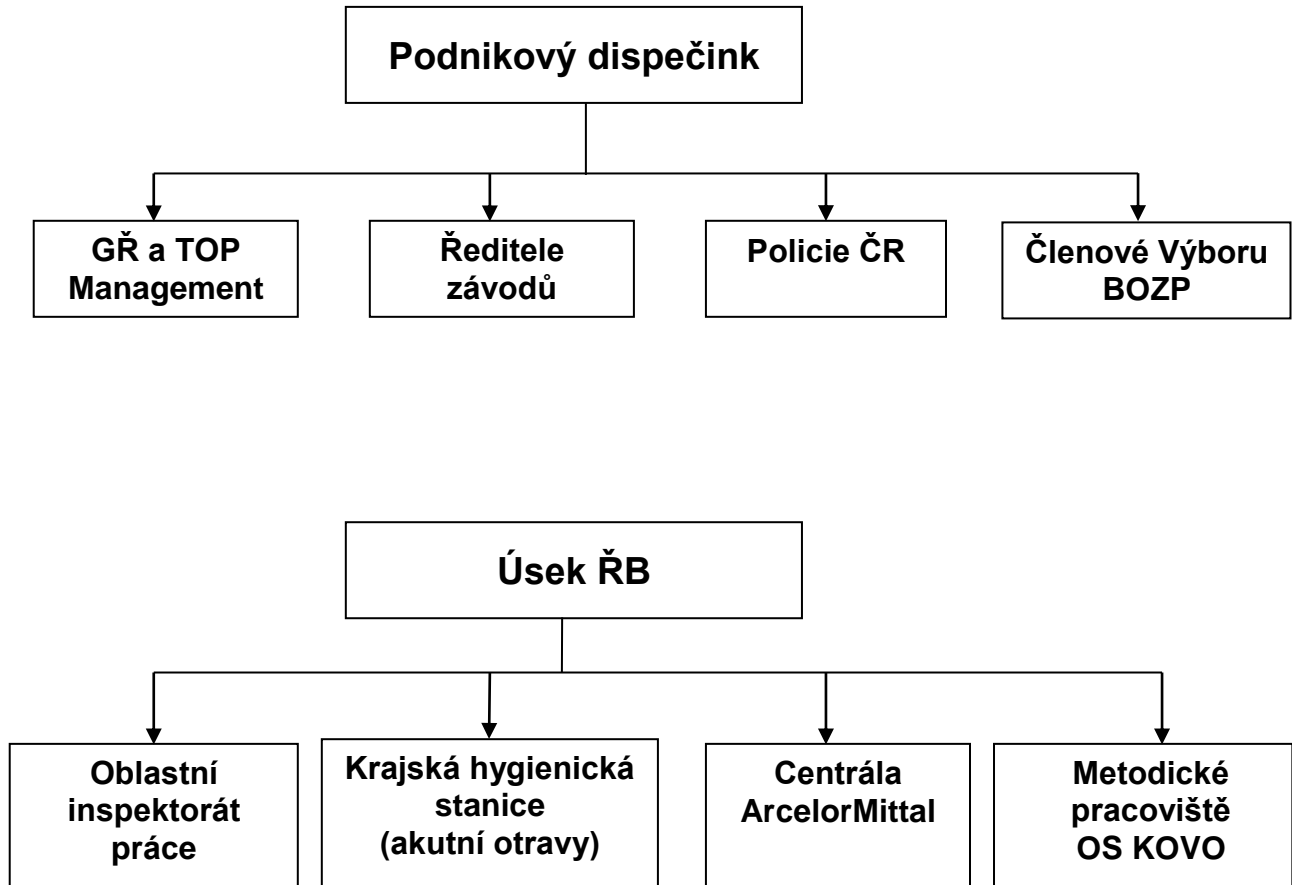 Podnikový dispečink
GŘ a TOP
Management
Ředitele
závodů
Policie ČR
Členové Výboru
BOZP
Úsek ŘB
Oblastní
inspektorát
práce
Krajská hygienická
stanice
(akutní otravy)
Centrála
ArcelorMittal
Metodické
pracoviště
OS KOVO